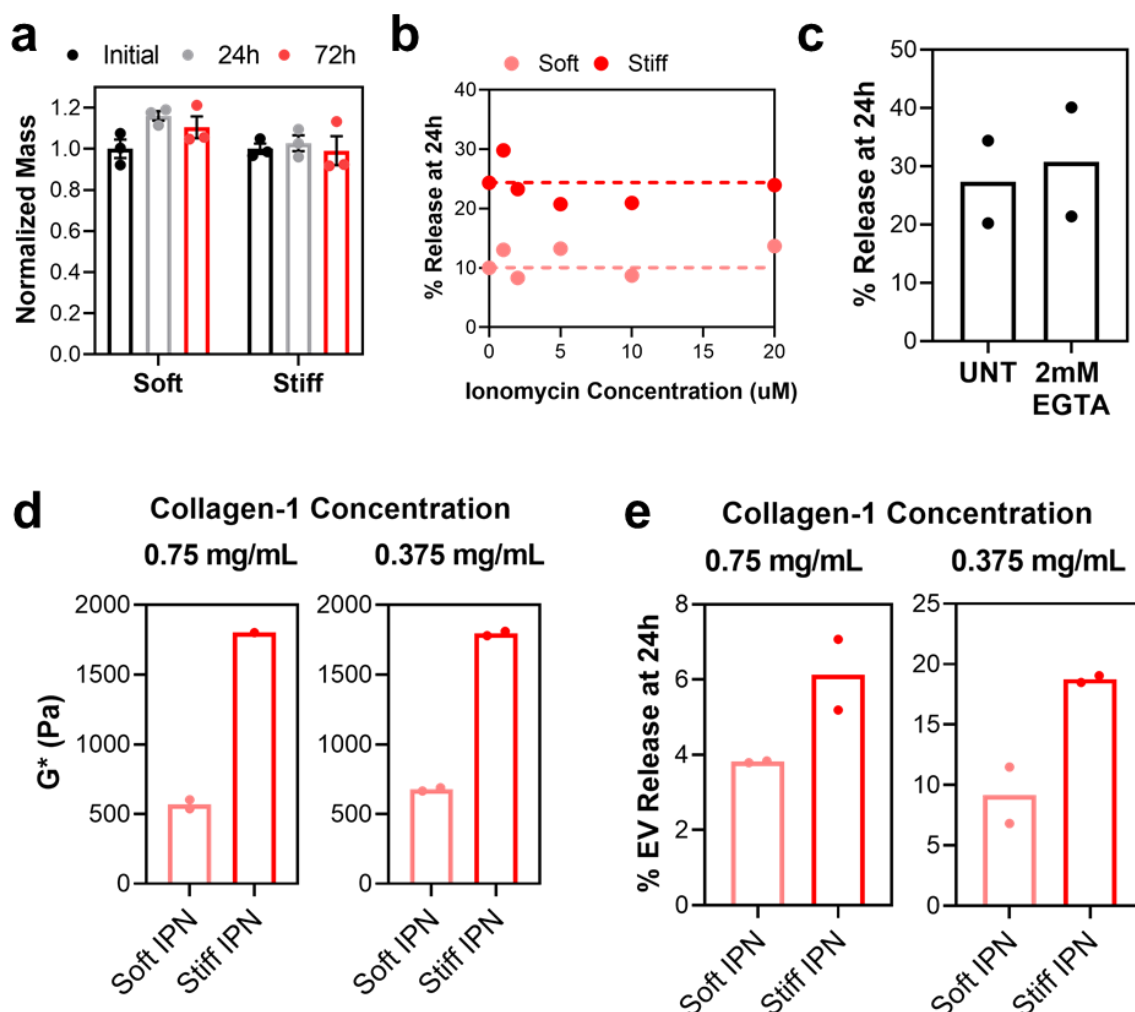 a
Initial 24h 72h
Normalized Mass
1.2
1.0
0.8
0.6
0.4
0.2
0.0
Soft Stiff
b
Soft Stiff
% Release at 24h
40
30
20
10
0
0 5 10 15 20
Ionomycin Concentration (uM)
c
% Release at 24h
50
40
30
20
10
0
UNT 2mM
EGTA
d
Collagen-1 Concentration
0.75 mg/mL 0.375 mg/mL
G* (Pa)
2000
1500
1000
500
0
Soft IPN Stiff IPN
2000
1500
1000
500
0
Soft IPN Stiff IPN
e
Collagen-1 Concentration
0.75 mg/mL 0.375 mg/mL
% EV Release at 24h
8
6
4
2
0
Soft IPN Stiff IPN
25
20
15
10
5
0
Soft IPN Stiff IPN